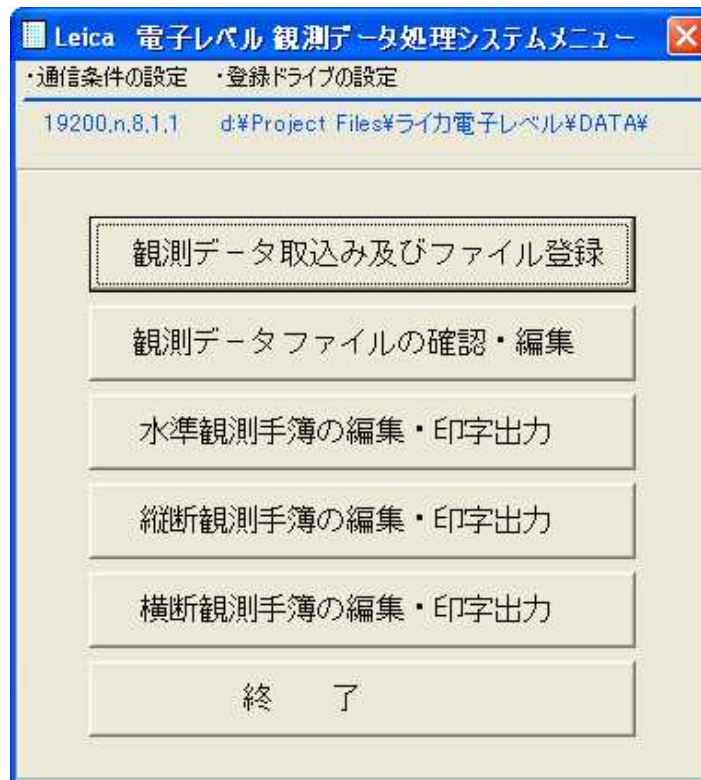 Leica 電子レベル 観測データ処理システムメニュー
・通信条件の設定 ・登録ドライブの設定
19200,n,8,1,1 d:¥Project Files¥ライカ電子レベル¥DATA¥
観測データ取込み及びファイル登録
観測データファイルの確認・編集
水準観測手簿の編集・印字出力
縦断観測手簿の編集・印字出力
横断観測手簿の編集・印字出力
終 了